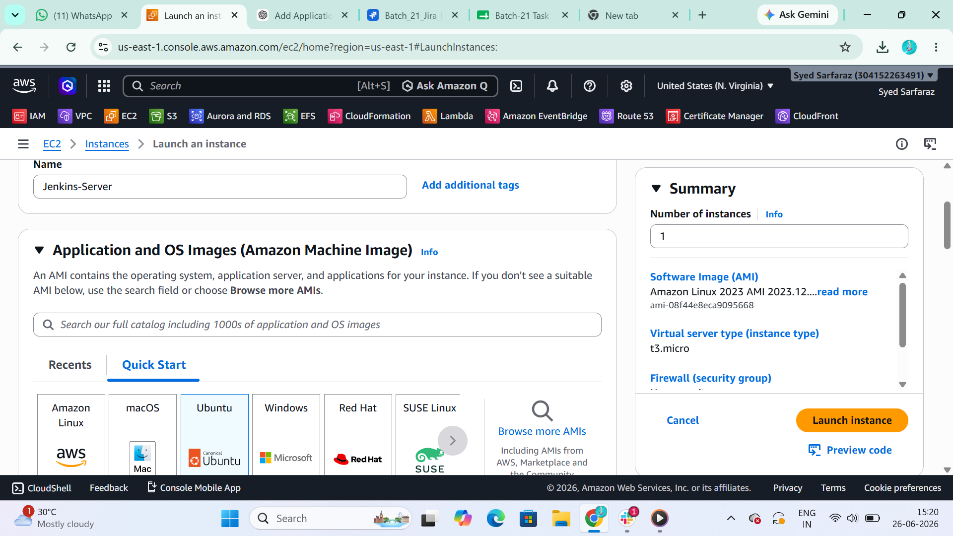 (11) WhatsApp
Launch an inst
Add Applicatio
Batch_21_Jira
Batch-21 Task
New tab
Ask Gemini
us-east-1.console.aws.amazon.com/ec2/home?region=us-east-1#LaunchInstances:
aws
Search
[Alt+S]
Ask Amazon Q
United States (N. Virginia)
Syed Sarfaraz (304152263491)
Syed Sarfaraz
IAM
VPC
EC2
S3
Aurora and RDS
EFS
CloudFormation
Lambda
Amazon EventBridge
Route 53
Certificate Manager
CloudFront
EC2
Instances
Launch an instance
Name
Jenkins-Server
Add additional tags
Application and OS Images (Amazon Machine Image)
Info
An AMI contains the operating system, application server, and applications for your instance. If you don't see a suitable
AMI below, use the search field or choose Browse more AMIs.
Search our full catalog including 1000s of application and OS images
Recents
Quick Start
Amazon
Linux
aws
macOS
Mac
Ubuntu
Canonical
Ubuntu
Windows
Microsoft
Red Hat
Red Hat
SUSE Linux
SUSE
Browse more AMIs
Including AMIs from
AWS, Marketplace and
the Community
Summary
Number of instances
Info
1
Software Image (AMI)
Amazon Linux 2023 AMI 2023.12....read more
ami-08f44e8eca9095668
Virtual server type (instance type)
t3.micro
Firewall (security group)
Cancel
Launch instance
Preview code
CloudShell
Feedback
Console Mobile App
© 2026, Amazon Web Services, Inc. or its affiliates.
Privacy
Terms
Cookie preferences
1
30°C
Mostly cloudy
Search
1
ENG
IN
15:20
26-06-2026